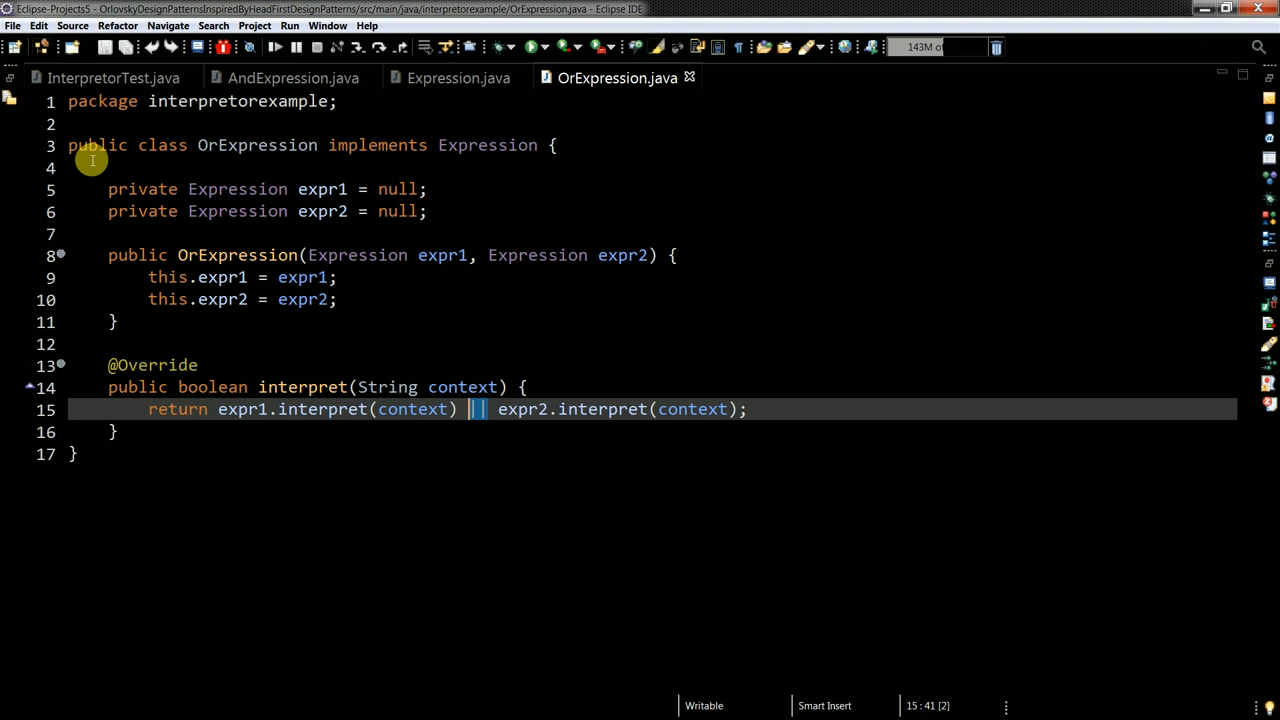 Eclipse-Projects5 - OrlovskyDesignPatternsInspiredByHeadFirstDesignPatterns/src/main/java/interpretorexample/OrExpression.java - Eclipse IDE
File Edit Source Refactor Navigate Search Project Run Window Help
143M of
InterpretorTest.java AndExpression.java Expression.java OrExpression.java
1 package interpretorexample;
2
3 public class OrExpression implements Expression {
4
5 private Expression expr1 = null;
6 private Expression expr2 = null;
7
8 public OrExpression(Expression expr1, Expression expr2) {
9 this.expr1 = expr1;
10 this.expr2 = expr2;
11 }
12
13 @Override
14 public boolean interpret(String context) {
15 return expr1.interpret(context) || expr2.interpret(context);
16 }
17 }
Writable Smart Insert 15 : 41 [2]